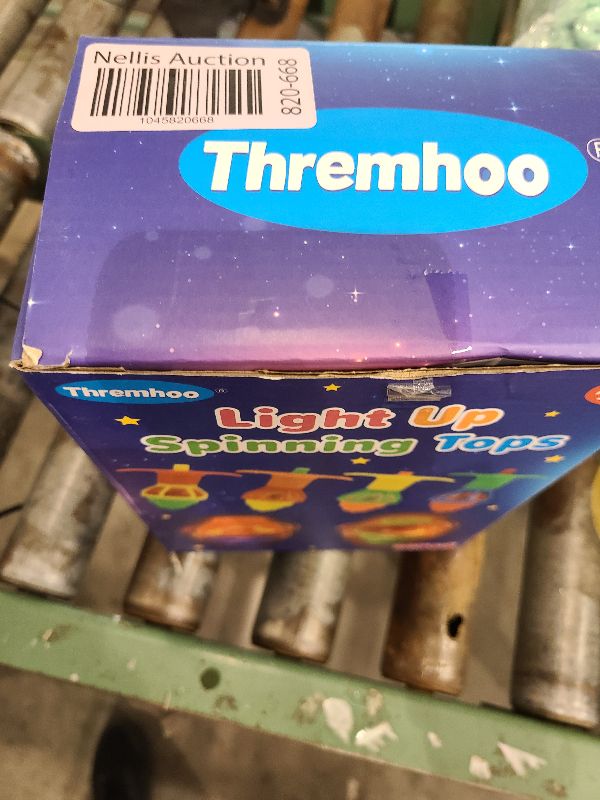 Nellis Auction
1045820668
820-668
Thremhoo
Thremhoo
Light Up
Spinning Tops